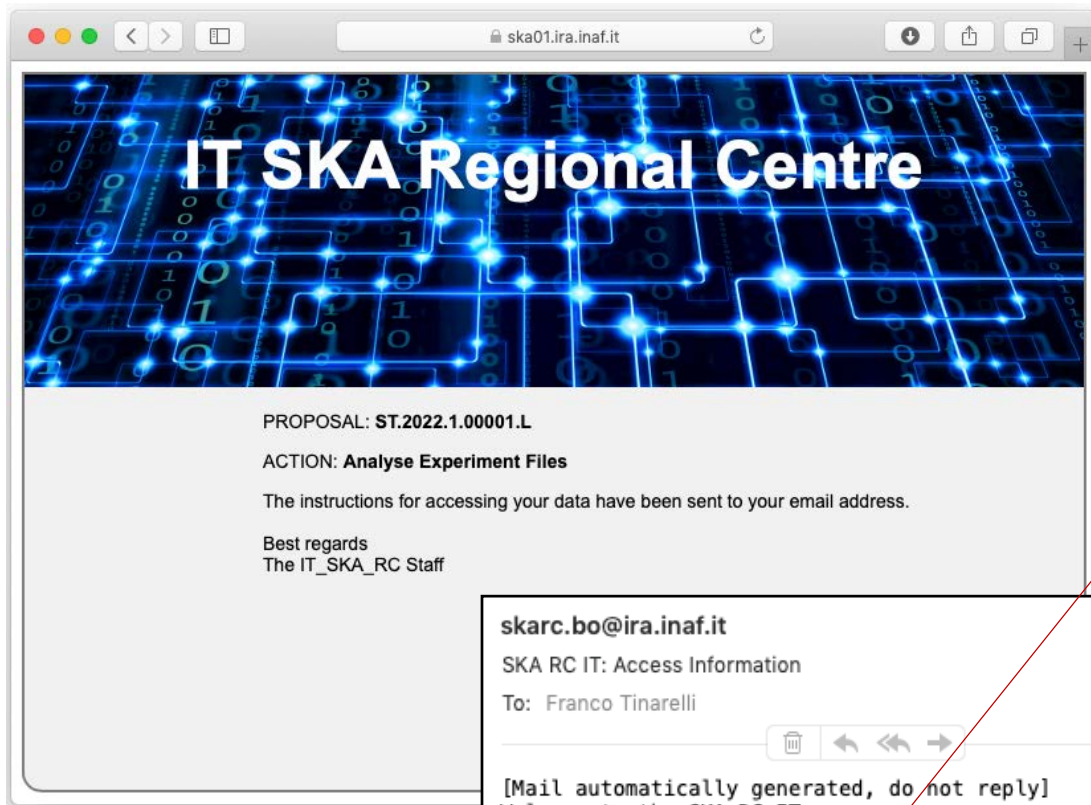 ska01.ira.inaf.it
IT SKA Regional Centre
PROPOSAL: ST.2022.1.00001.L
ACTION: Analyse Experiment Files
The instructions for accessing your data have been sent to your email address.
Best regards
The IT_SKA_RC Staff
skarc.bo@ira.inaf.it
SKA RC IT: Access Information
To: Franco Tinarelli
[Mail automatically generated, do not reply]